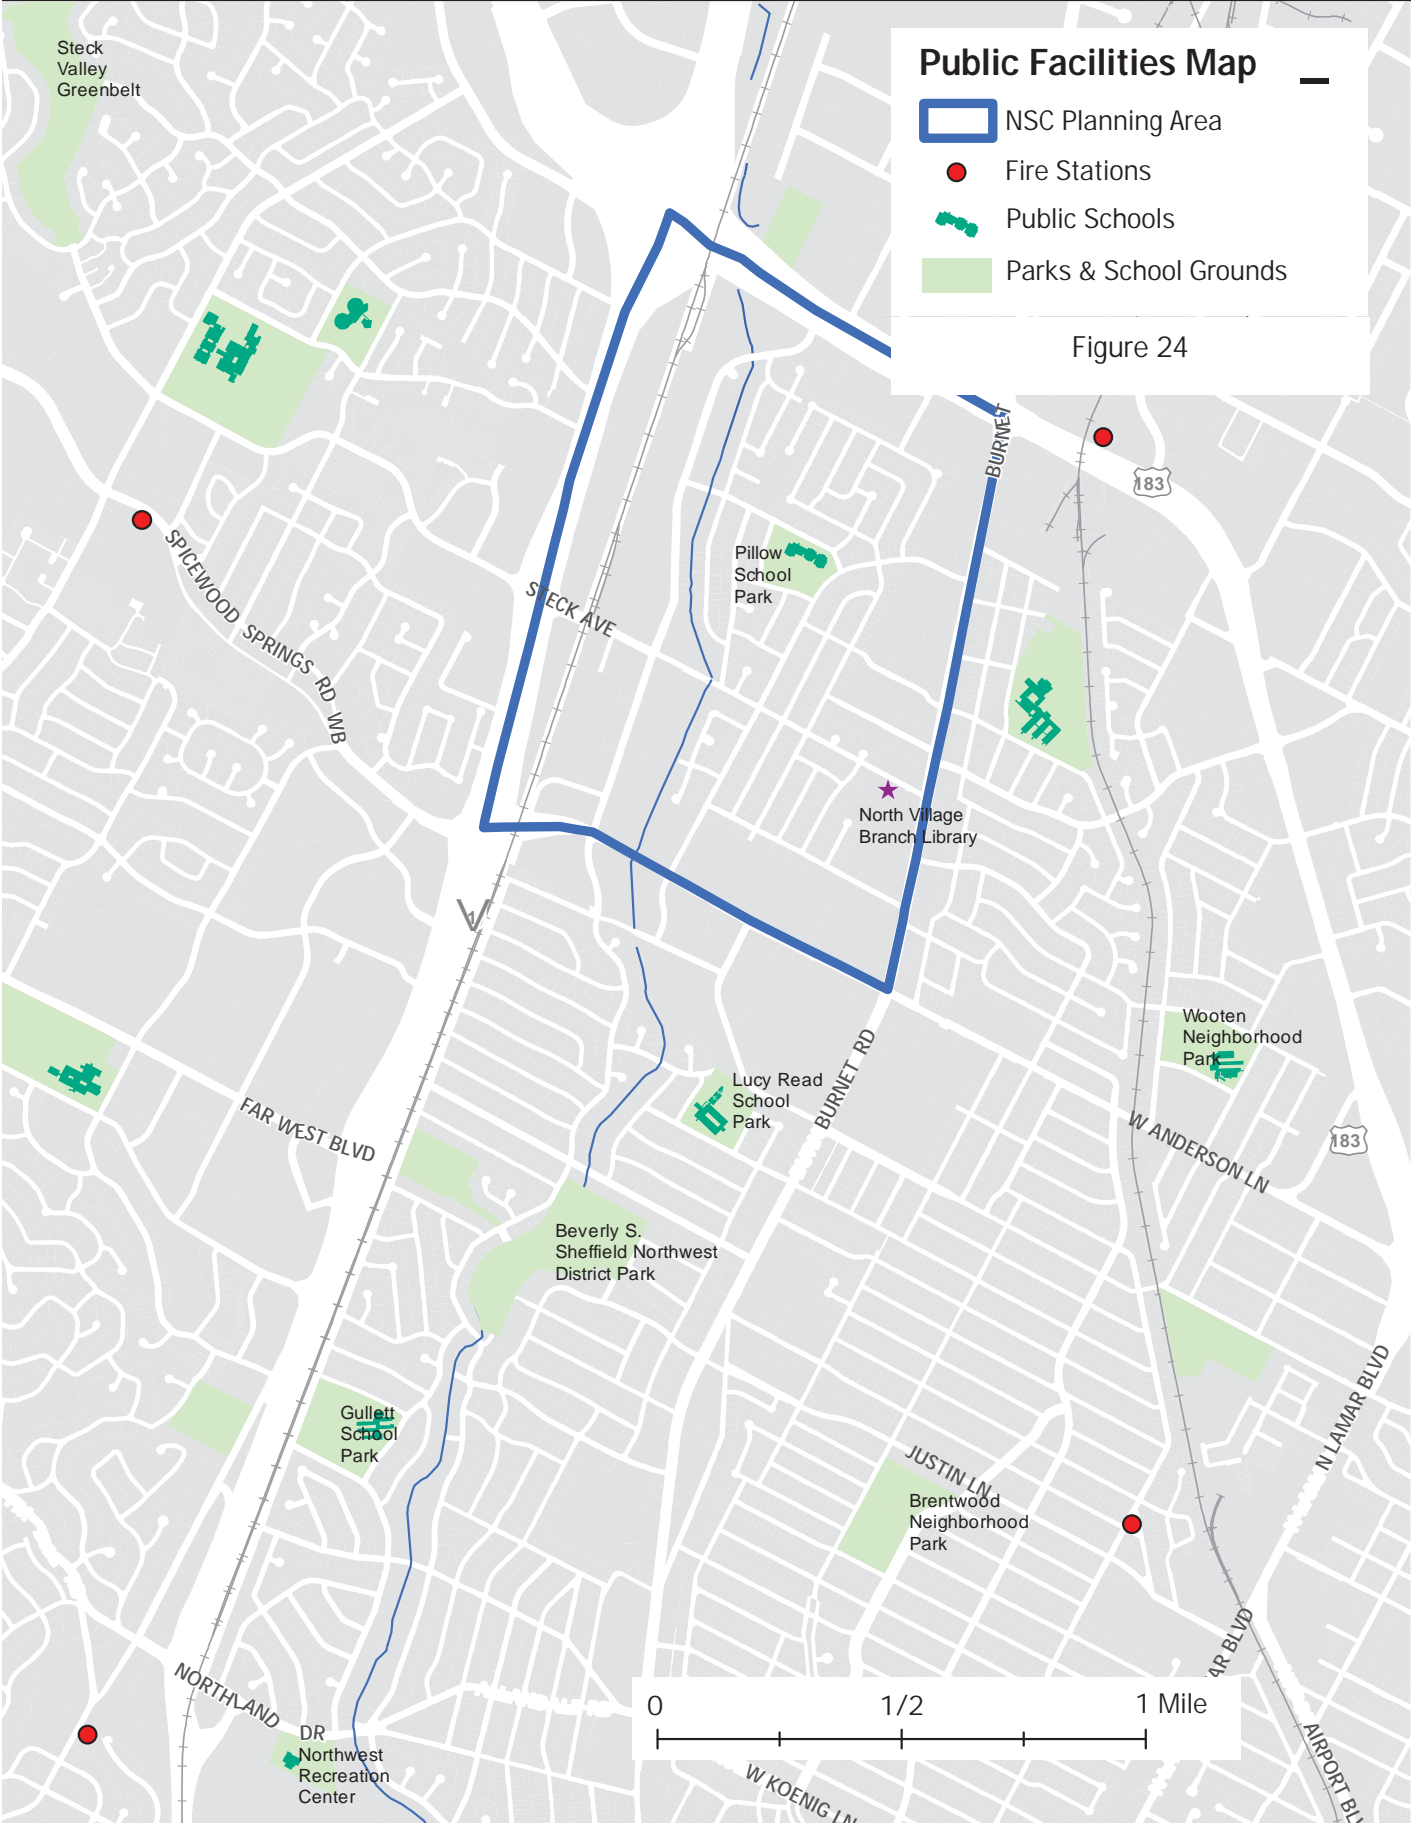 Steck
Valley
Greenbelt
Public Facilities Map
NSC Planning Area
Fire Stations
Public Schools
Parks & School Grounds
Figure 24
BURNET
183
SPICEWOOD SPRINGS RD WB
STECK AVE
Pillow
School
Park
North Village
Branch Library
1
Wooten
Neighborhood
Park
BURNET RD
Lucy Read
School
Park
FAR WEST BLVD
W ANDERSON LN
183
Beverly S.
Sheffield Northwest
District Park
N LAMAR BLVD
Gullett
School
Park
JUSTIN LN
Brentwood
Neighborhood
Park
AR BLVD
NORTHLAND DR
Northwest
Recreation
Center
0 1/2 1 Mile
W KOENIG LN
AIRPORT BL